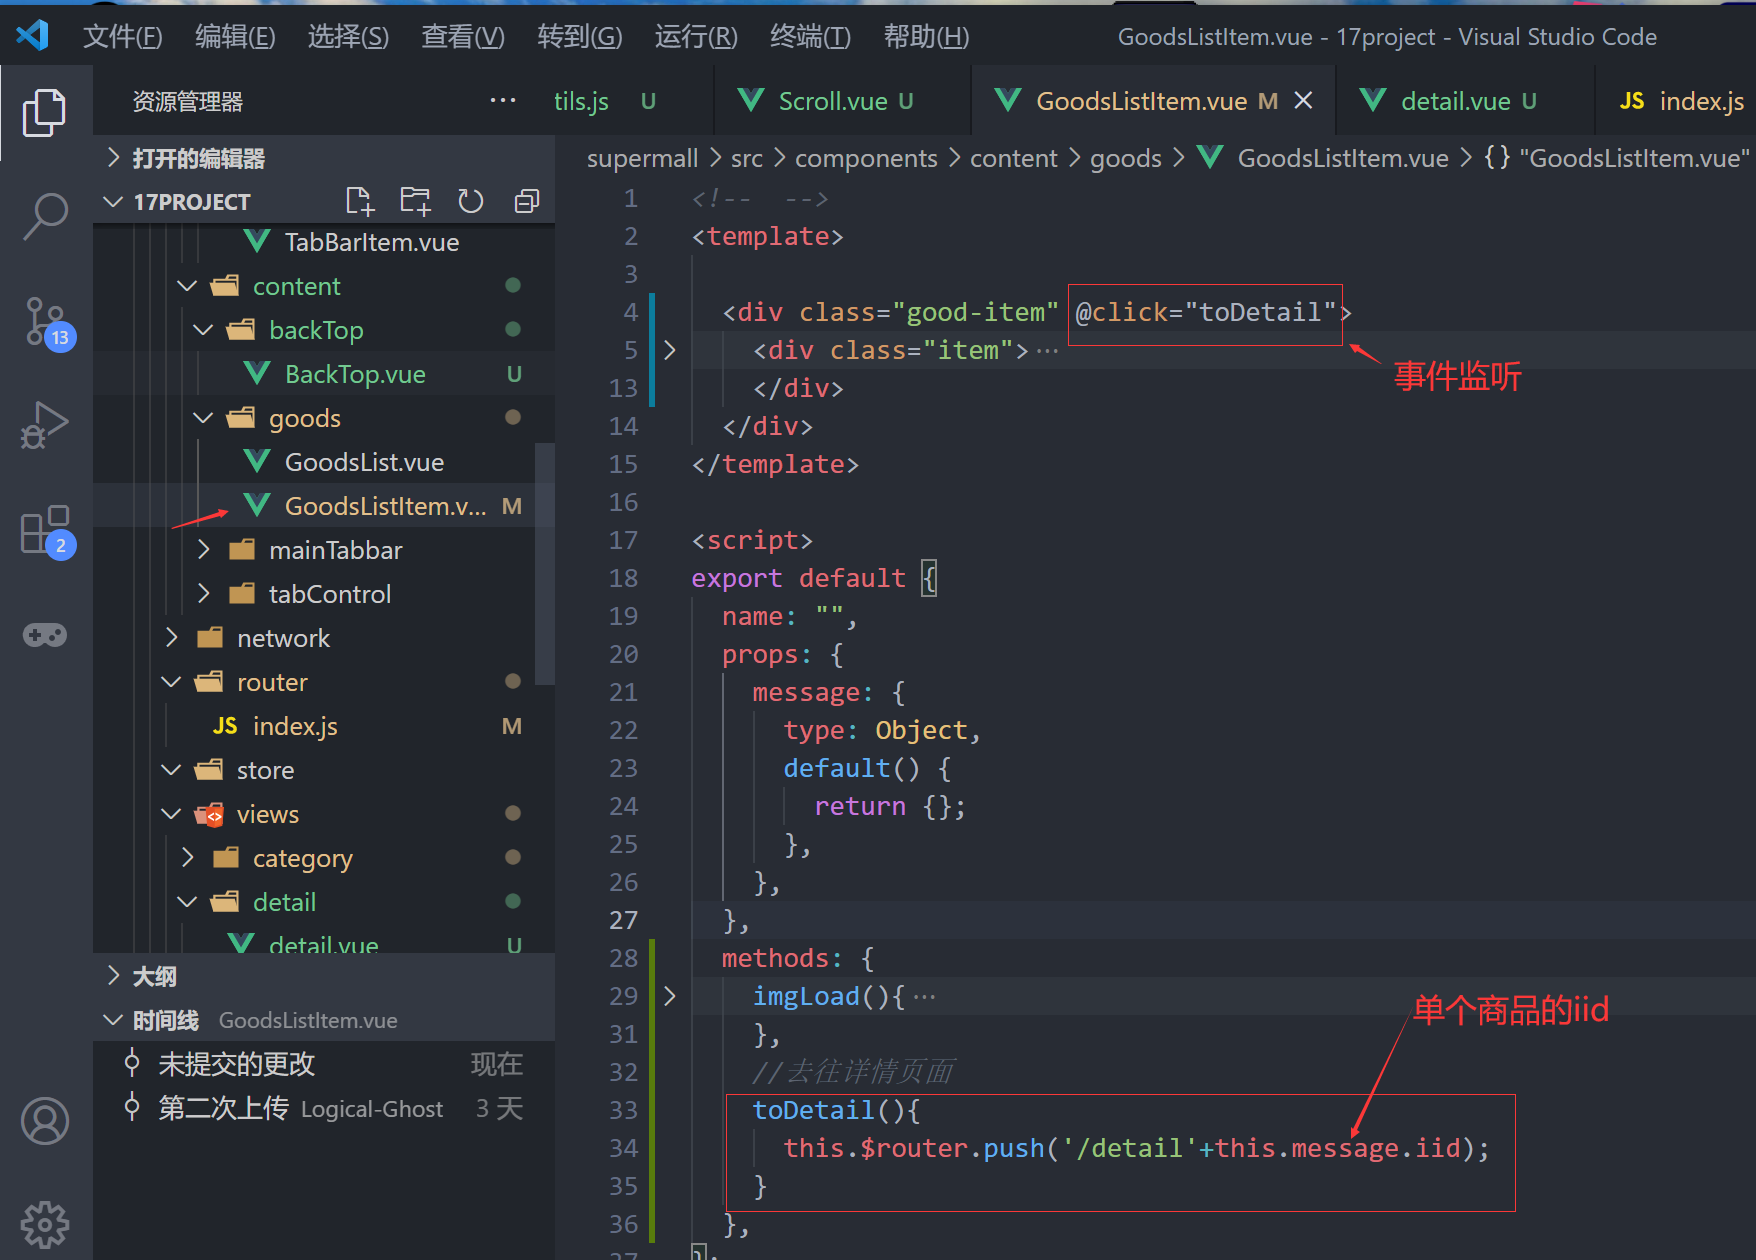 文件(F) 编辑(E) 选择(S) 查看(V) 转到(G) 运行(R) 终端(T) 帮助(H) GoodsListItem.vue - 17project - Visual Studio Code
资源管理器 ··· tils.js U Scroll.vue U GoodsListItem.vue M × detail.vue U JS index.js
supermall > src > components > content > goods > GoodsListItem.vue > {} "GoodsListItem.vue"
打开的编辑器
17PROJECT
TabBarItem.vue
content
backTop
BackTop.vue U
goods
GoodsList.vue
GoodsListItem.v... M
mainTabbar
tabControl
network
router
JS index.js M
store
views
category
detail
detail.vue U
大纲
时间线 GoodsListItem.vue
未提交的更改 现在
第二次上传 Logical-Ghost 3 天
13
2
1 <!--  -->
2 <template>
3
4 <div class="good-item" @click="toDetail">
5 <div class="item">···
13 </div>
14 </div>
15 </template>
16
17 <script>
18 export default {
19 name: "",
20 props: {
21 message: {
22 type: Object,
23 default() {
24 return {};
25 },
26 },
27 },
28 methods: {
29 imgLoad(){···
31 },
32 //去往详情页面
33 toDetail(){
34 this.$router.push('/detail'+this.message.iid);
35 }
36 },
37 };
事件监听
单个商品的iid